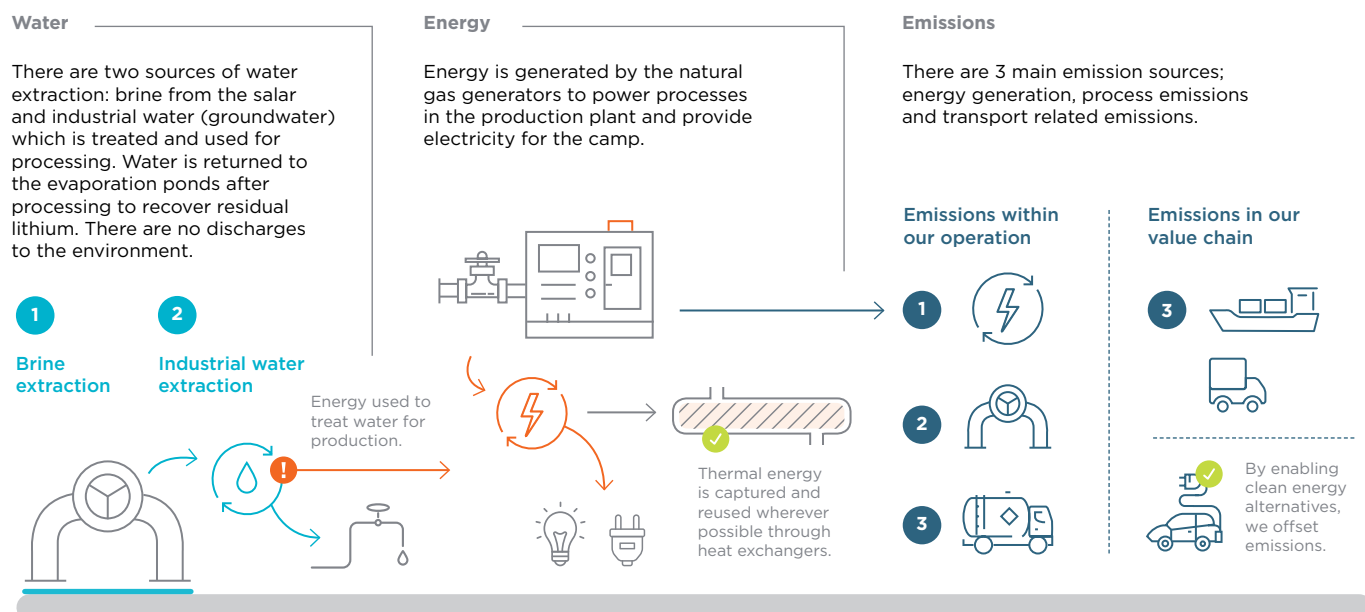 Water
There are two sources of water
extraction: brine from the salar
and industrial water (groundwater)
which is treated and used for
processing. Water is returned to
the evaporation ponds after
processing to recover residual
lithium. There are no discharges
to the environment.
1
Brine
extraction
2
Industrial water
extraction
Energy used to
treat water for
production.
!
Energy
Energy is generated by the natural
gas generators to power processes
in the production plant and provide
electricity for the camp.
Thermal energy
is captured and
reused wherever
possible through
heat exchangers.
Emissions
There are 3 main emission sources;
energy generation, process emissions
and transport related emissions.
Emissions within
our operation
1
2
3
Emissions in our
value chain
3
By enabling
clean energy
alternatives,
we offset
emissions.